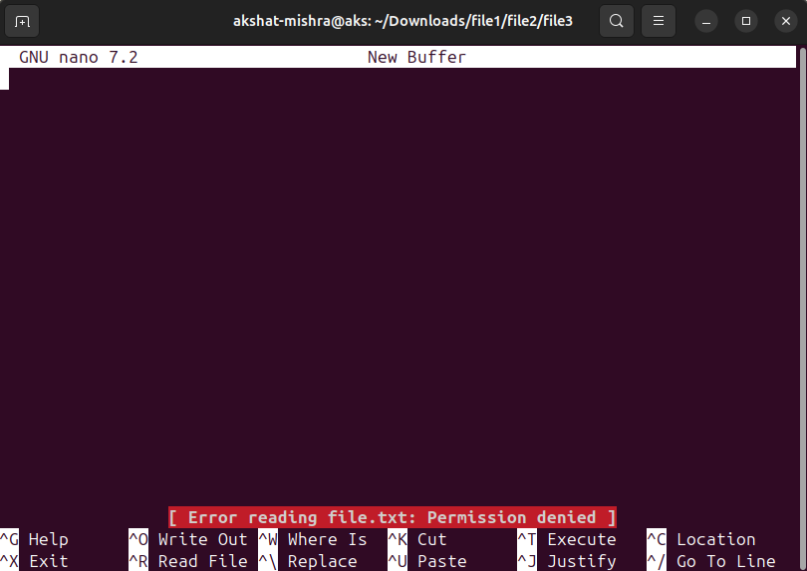 akshat-mishra@aks: ~/Downloads/file1/file2/file3
GNU nano 7.2 New Buffer
[ Error reading file.txt: Permission denied ]
^G Help ^O Write Out ^W Where Is ^K Cut ^T Execute ^C Location
^X Exit ^R Read File ^\ Replace ^U Paste ^J Justify ^/ Go To Line